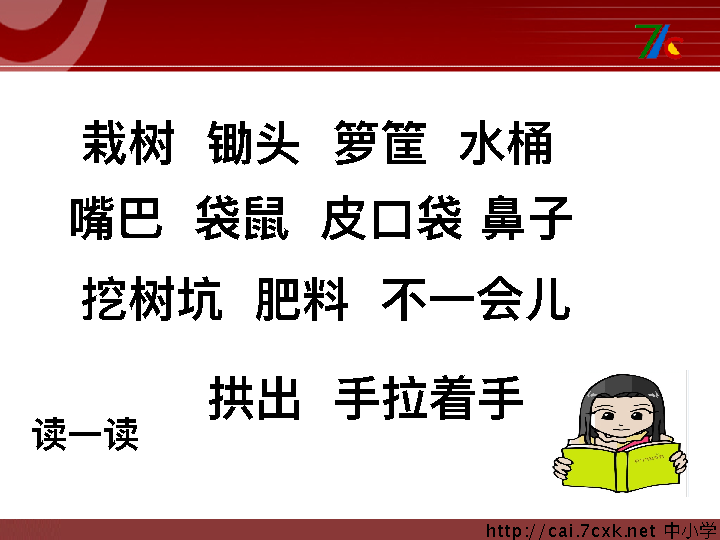 栽树 锄头 箩筐 水桶
嘴巴 袋鼠 皮口袋 鼻子
挖树坑 肥料 不一会儿
拱出 手拉着手
读一读
http://cai.7cxk.net 中小学